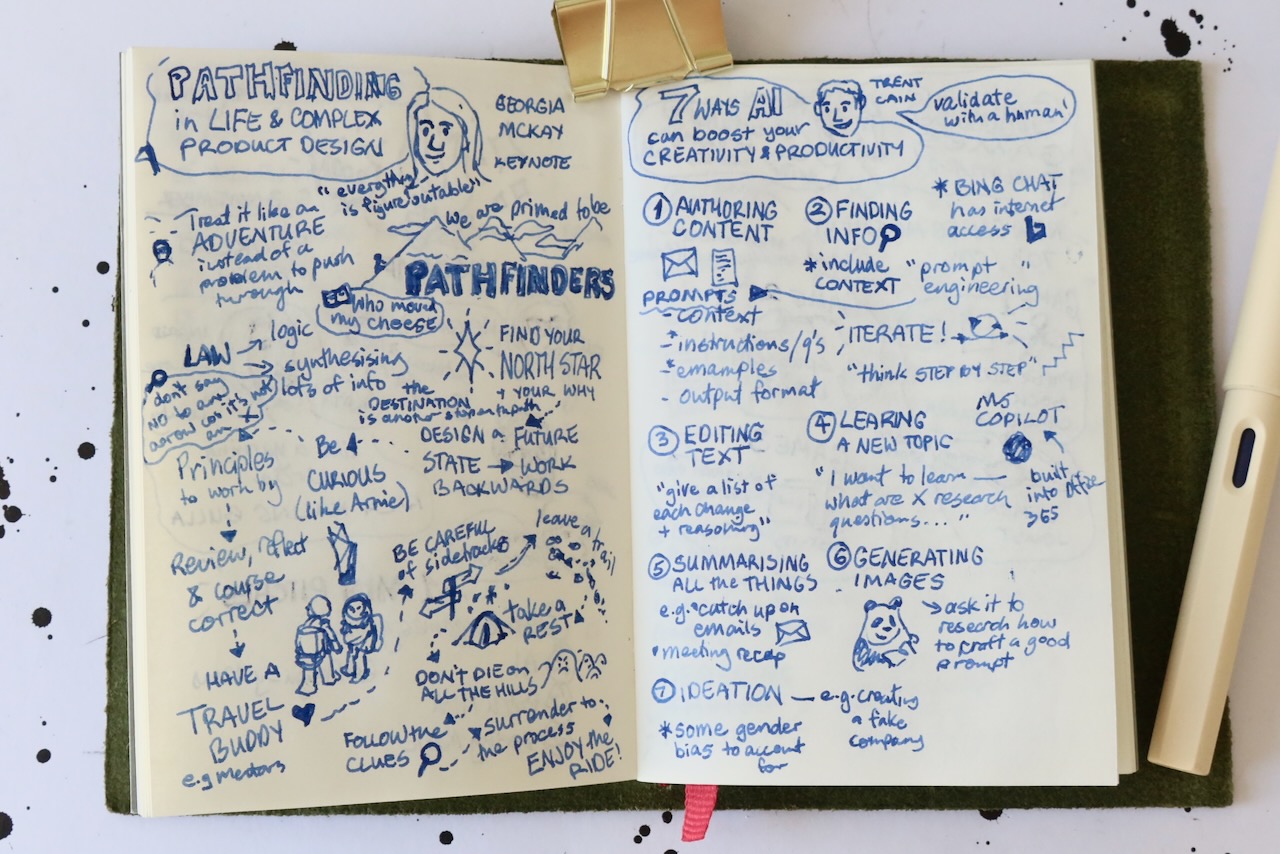 PATHFINDING
in LIFE & COMPLEX
PRODUCT DESIGN
GEORGIA
MCKAY
KEYNOTE
"everything
is figureoutable"
Treat it like an
ADVENTURE
instead of a
problem to push
through
we are primed to be
PATHFINDERS
who moved
my cheese
LAW
logic
synthesising
lots of info
don't say
NO to an
arrow
FIND YOUR
NORTH STAR
+ YOUR WHY
the
DESTINATION
is another stop on the path
DESIGN a FUTURE
STATE → WORK
BACKWARDS
Be
CURIOUS
(like Arnie)
Principles
to work by
Review, reflect
& course
correct
HAVE A
TRAVEL
BUDDY
e.g mentors
BE CAREFUL
of sidetracks
leave a trail
take a
REST
DON'T DIE on
ALL THE HILLS
FOLLOW the
CLUES
surrender to
the process
ENJOY the
RIDE!
7 WAYS AI
can boost your
CREATIVITY & PRODUCTIVITY
TRENT
CAIN
validate
with a human'
① AUTHORING
CONTENT
PROMPTS
- context
- instructions/q's
- emamples
- output format
② FINDING
INFO
* include
CONTEXT
"prompt
engineering"
* BING CHAT
has internet
access
ITERATE!
"think STEP BY STEP"
③ EDITING
TEXT
"give a list of
each change
+ reasoning"
④ LEARING
A NEW TOPIC
"I want to learn —
what are X research
questions..."
MS
COPILOT
built
into Office
365
⑤ SUMMARISING
ALL the THINGS
e.g. • catch up on
emails
• meeting recap
⑥ GENERATING
IMAGES
→ ask it to
research how
to craft a good
prompt
⑦ IDEATION — e.g. creating
a fake
company
* some gender
bias to account
for